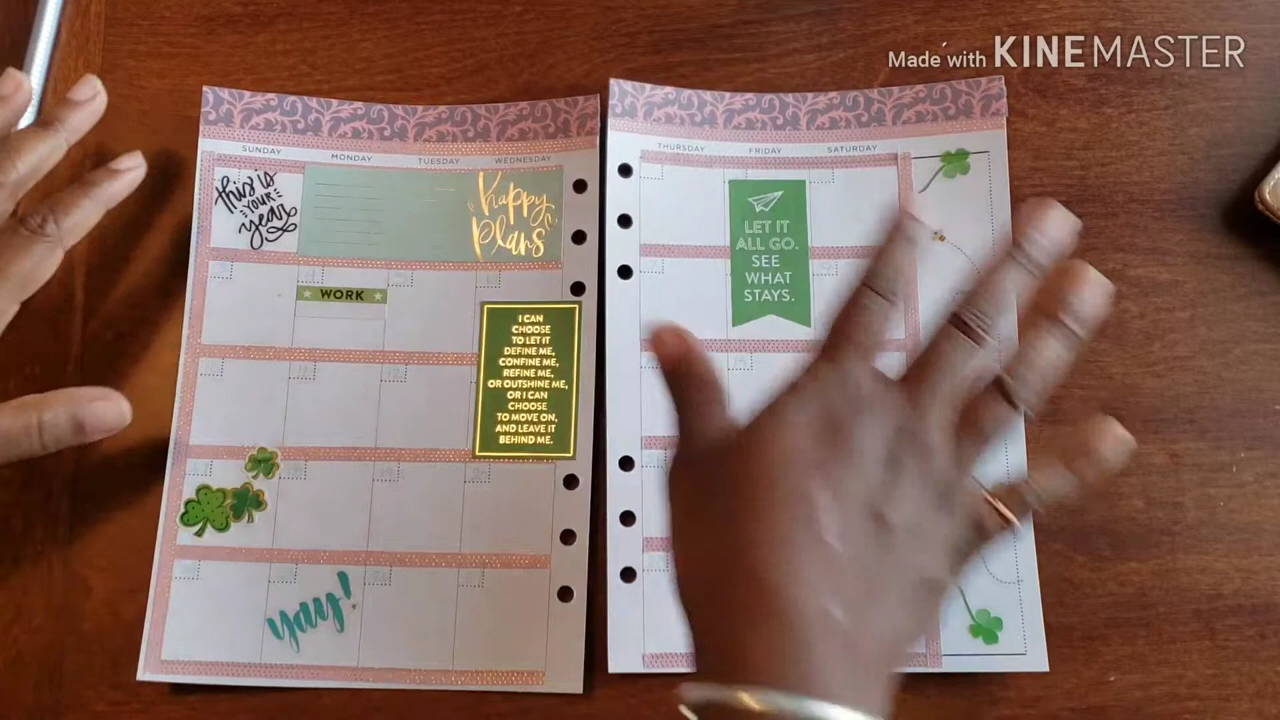 Made with KINEMASTER
SUNDAY MONDAY TUESDAY WEDNESDAY
this is
YOUR
year
happy
plans
WORK
I CAN
CHOOSE
TO LET IT
DEFINE ME,
CONFINE ME,
REFINE ME,
OR OUTSHINE ME,
OR I CAN
CHOOSE
TO MOVE ON,
AND LEAVE IT
BEHIND ME.
yay!
THURSDAY FRIDAY SATURDAY
LET IT
ALL GO.
SEE
WHAT
STAYS.